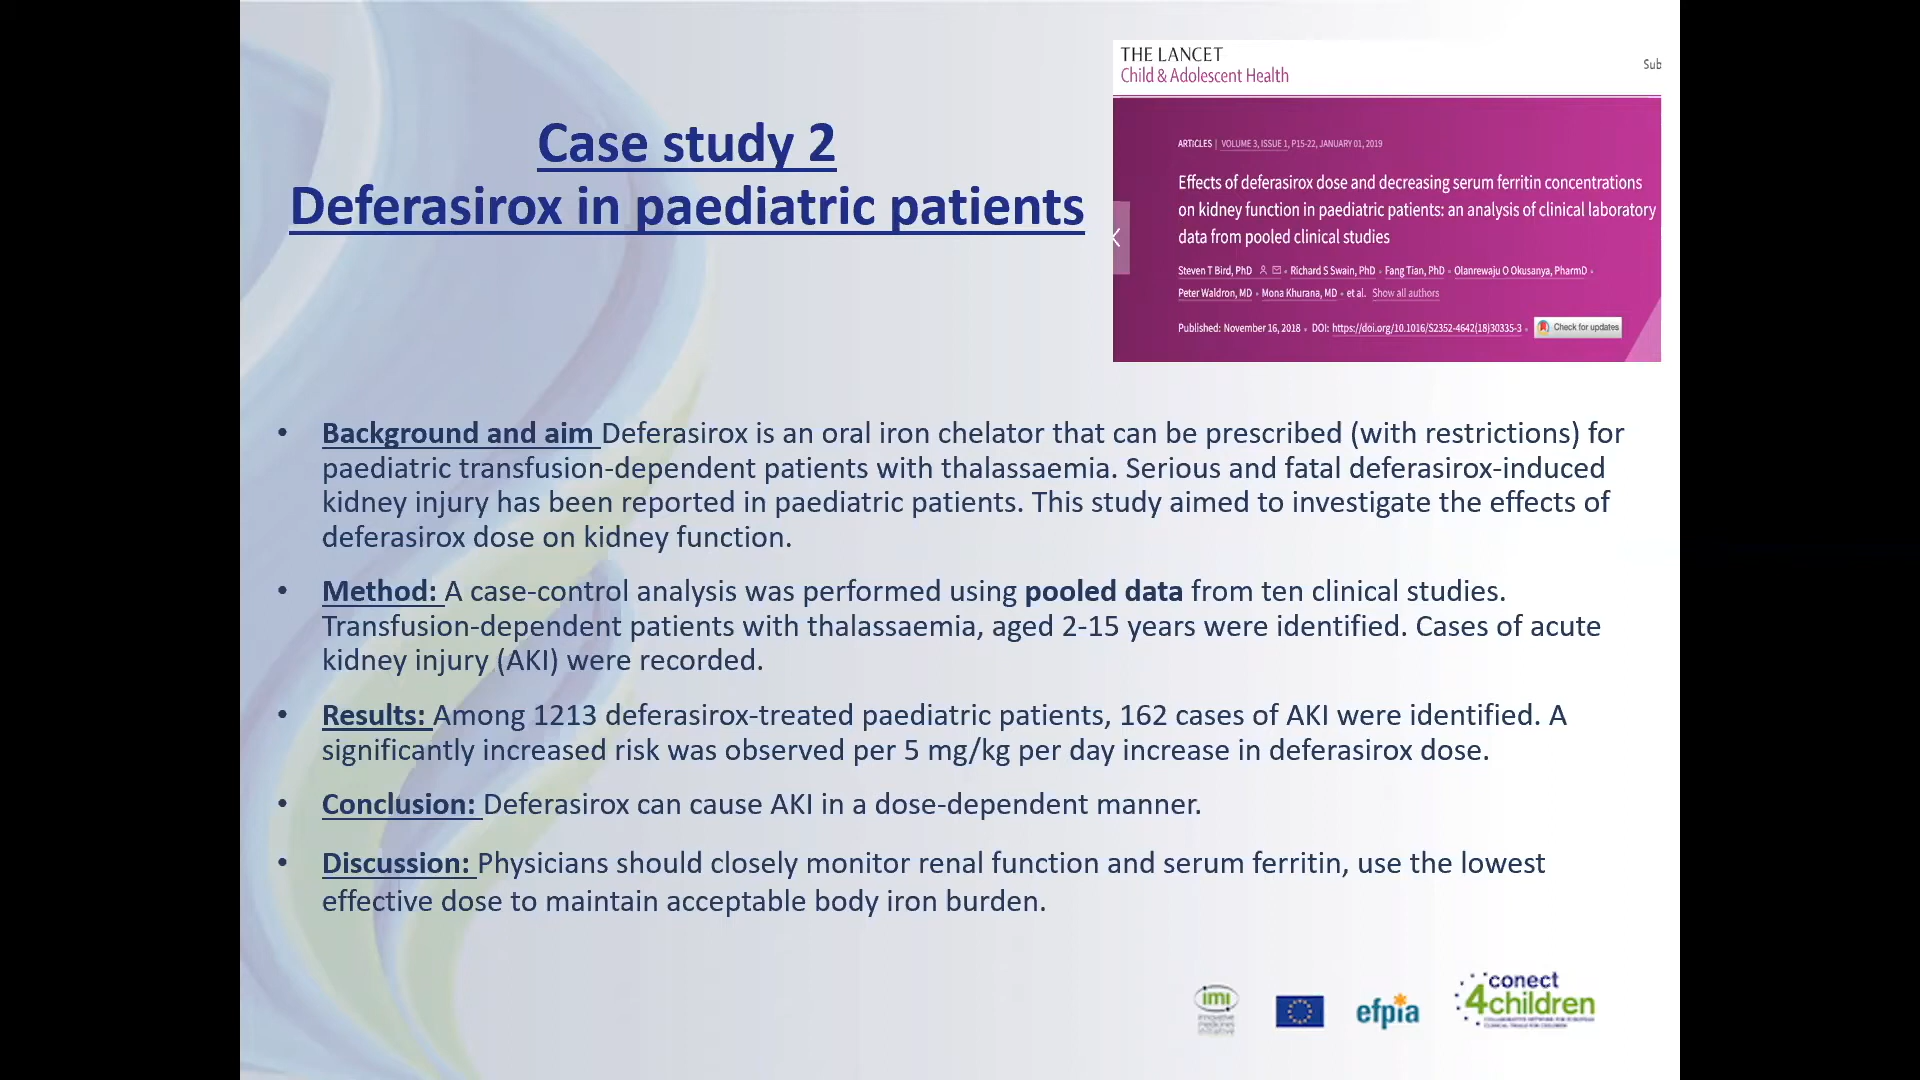 THE LANCET
Child & Adolescent Health
Sub
Case study 2
Deferasirox in paediatric patients
ARTICLES | VOLUME 3, ISSUE 1, P15-22, JANUARY 01, 2019
Effects of deferasirox dose and decreasing serum ferritin concentrations
on kidney function in paediatric patients: an analysis of clinical laboratory
data from pooled clinical studies
Steven T Bird, PhD • Richard S Swain, PhD • Fang Tian, PhD • Olanrewaju O Okusanya, PharmD •
Peter Waldron, MD • Mona Khurana, MD • et al. Show all authors
Published: November 16, 2018 • DOI: https://doi.org/10.1016/S2352-4642(18)30335-3 • Check for updates
• Background and aim Deferasirox is an oral iron chelator that can be prescribed (with restrictions) for
paediatric transfusion-dependent patients with thalassaemia. Serious and fatal deferasirox-induced
kidney injury has been reported in paediatric patients. This study aimed to investigate the effects of
deferasirox dose on kidney function.
• Method: A case-control analysis was performed using pooled data from ten clinical studies.
Transfusion-dependent patients with thalassaemia, aged 2-15 years were identified. Cases of acute
kidney injury (AKI) were recorded.
• Results: Among 1213 deferasirox-treated paediatric patients, 162 cases of AKI were identified. A
significantly increased risk was observed per 5 mg/kg per day increase in deferasirox dose.
• Conclusion: Deferasirox can cause AKI in a dose-dependent manner.
• Discussion: Physicians should closely monitor renal function and serum ferritin, use the lowest
effective dose to maintain acceptable body iron burden.
imi
innovative
medicines
initiative
efpia
conect
4children
COLLABORATIVE NETWORK FOR EUROPEAN
CLINICAL TRIALS FOR CHILDREN